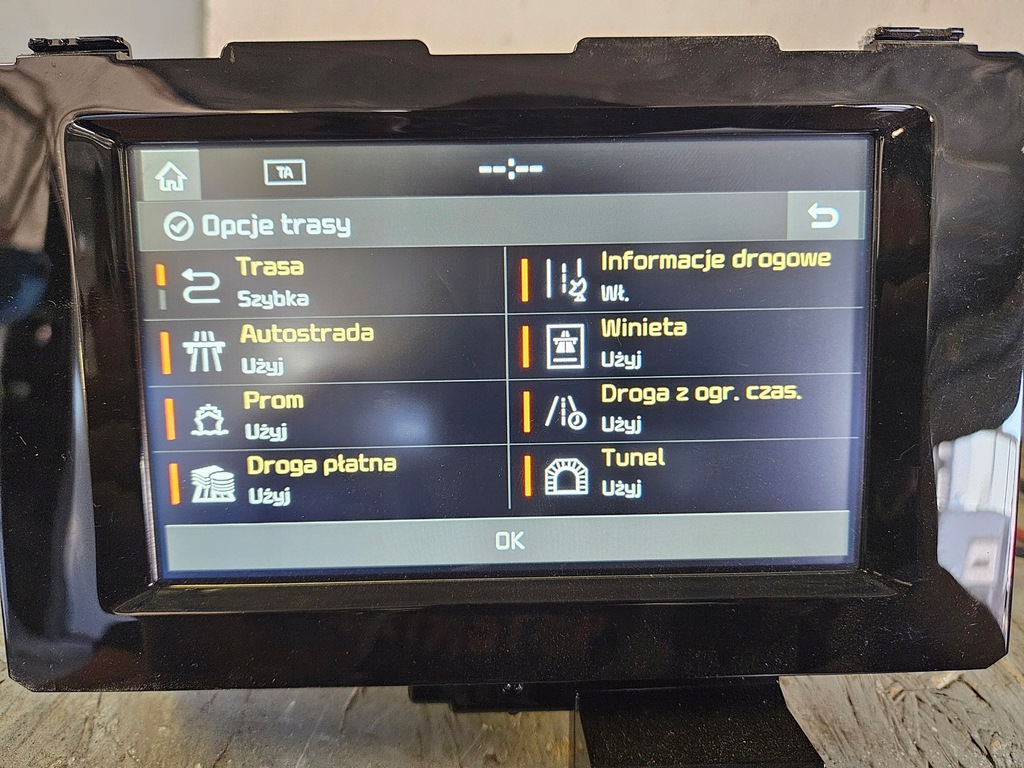 TA
--:--
Opcje trasy
Trasa
Szybka
Autostrada
Użyj
Prom
Użyj
Droga płatna
Użyj
Informacje drogowe
Wł.
Winieta
Użyj
Droga z ogr. czas.
Użyj
Tunel
Użyj
OK